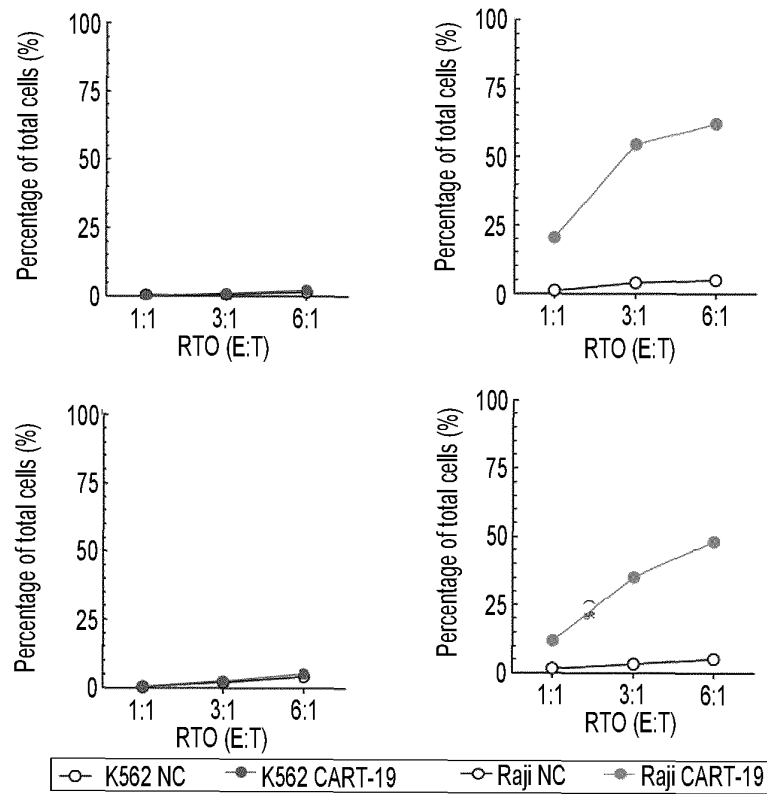 Percentage of total cells (%)
100
75
50
25
0
1:1 3:1 6:1
RTO (E:T)
Percentage of total cells (%)
100
75
50
25
0
1:1 3:1 6:1
RTO (E:T)
Percentage of total cells (%)
100
75
50
25
0
1:1 3:1 6:1
RTO (E:T)
Percentage of total cells (%)
100
75
50
25
0
1:1 3:1 6:1
RTO (E:T)
K562 NC K562 CART-19 Raji NC Raji CART-19